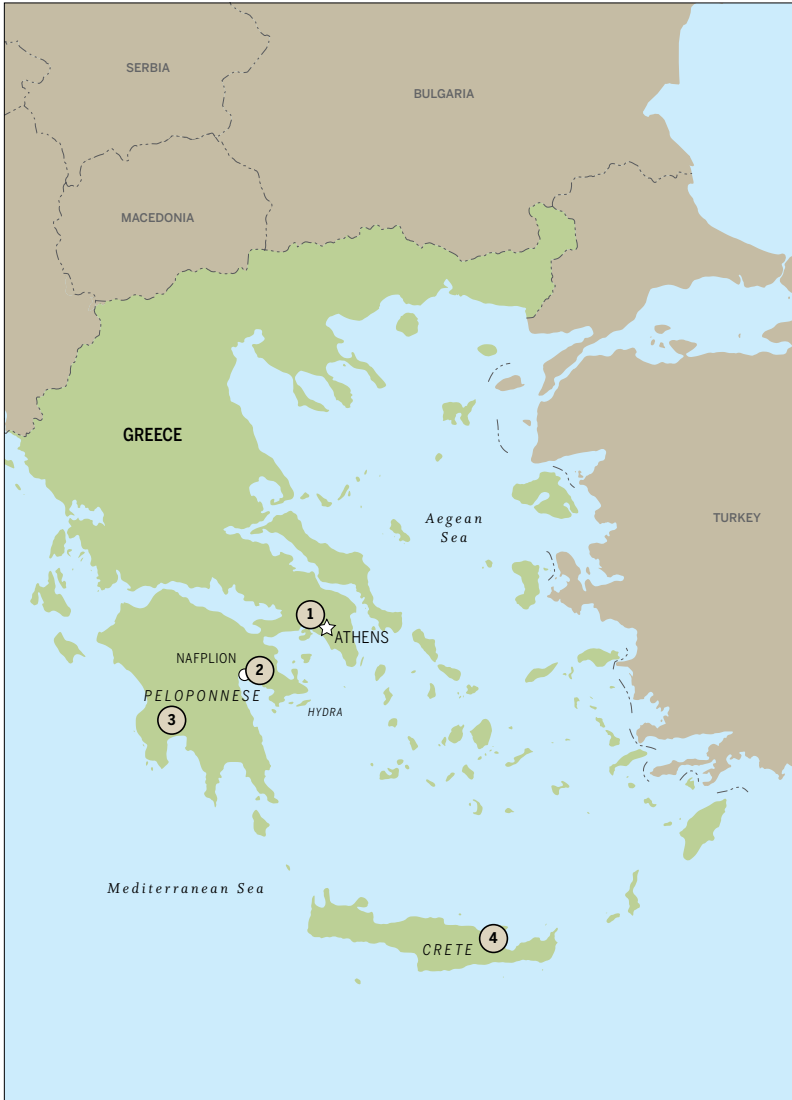 SERBIA
BULGARIA
MACEDONIA
GREECE
Aegean
Sea
TURKEY
1
ATHENS
NAFPLION
2
PELOPONNESE
HYDRA
3
Mediterranean Sea
4
CRETE